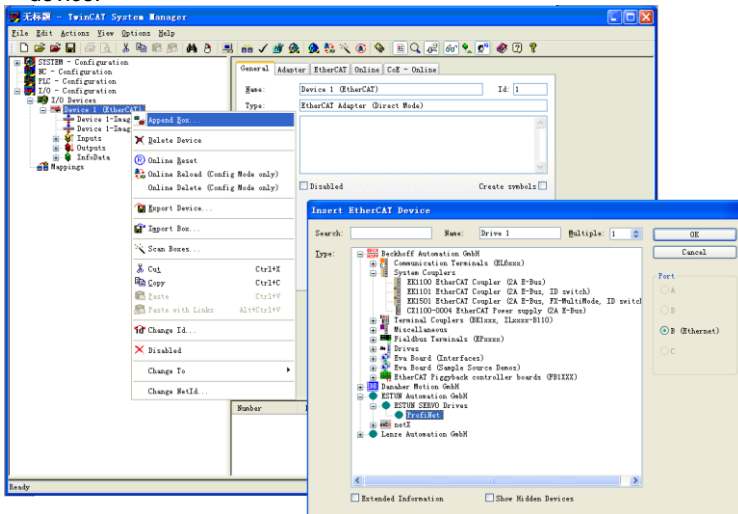 device.
无标题 - TwinCAT System Manager
File Edit Actions View Options Help
SYSTEM - Configuration
NC - Configuration
PLC - Configuration
I/O - Configuration
I/O Devices
Device 1 (EtherCAT)
Device 1-Imag
Device 1-Imag
Inputs
Outputs
InfoData
Mappings
Append Box...
Delete Device
Online Reset
Online Reload (Config Mode only)
Online Delete (Config Mode only)
Export Device...
Import Box...
Scan Boxes...
Cut Ctrl+X
Copy Ctrl+C
Paste Ctrl+V
Paste with Links Alt+Ctrl+V
Change Id...
Disabled
Change To
Change NetId...
General Adapter EtherCAT Online CoE - Online
Name: Device 1 (EtherCAT) Id: 1
Type: EtherCAT Adapter (Direct Mode)
Disabled Create symbols
Number
Ready
Insert EtherCAT Device
Search: Name: Drive 1 Multiple: 1 OK
Cancel
Type:
Beckhoff Automation GmbH
Communication Terminals (EL6xxx)
System Couplers
EK1100 EtherCAT Coupler (2A E-Bus)
EK1101 EtherCAT Coupler (2A E-Bus, ID switch)
EK1501 EtherCAT Coupler (2A E-Bus, FX-MultiMode, ID switc
CX1100-0004 EtherCAT Power supply (2A E-Bus)
Terminal Couplers (BK1xxx, ILxxxx-B110)
Miscellaneous
Fieldbus Terminals (EPxxxx)
Drives
Eva Board (Interfaces)
Eva Board (Sample Source Demos)
EtherCAT Piggyback controller boards (FB1XXX)
Danaher Motion GmbH
ESTUN Automation GmbH
ESTUN SERVO Drives
ProfiNet
netX
Lenze Automation GmbH
Port
A
D
B (Ethernet)
C
Extended Information Show Hidden Devices